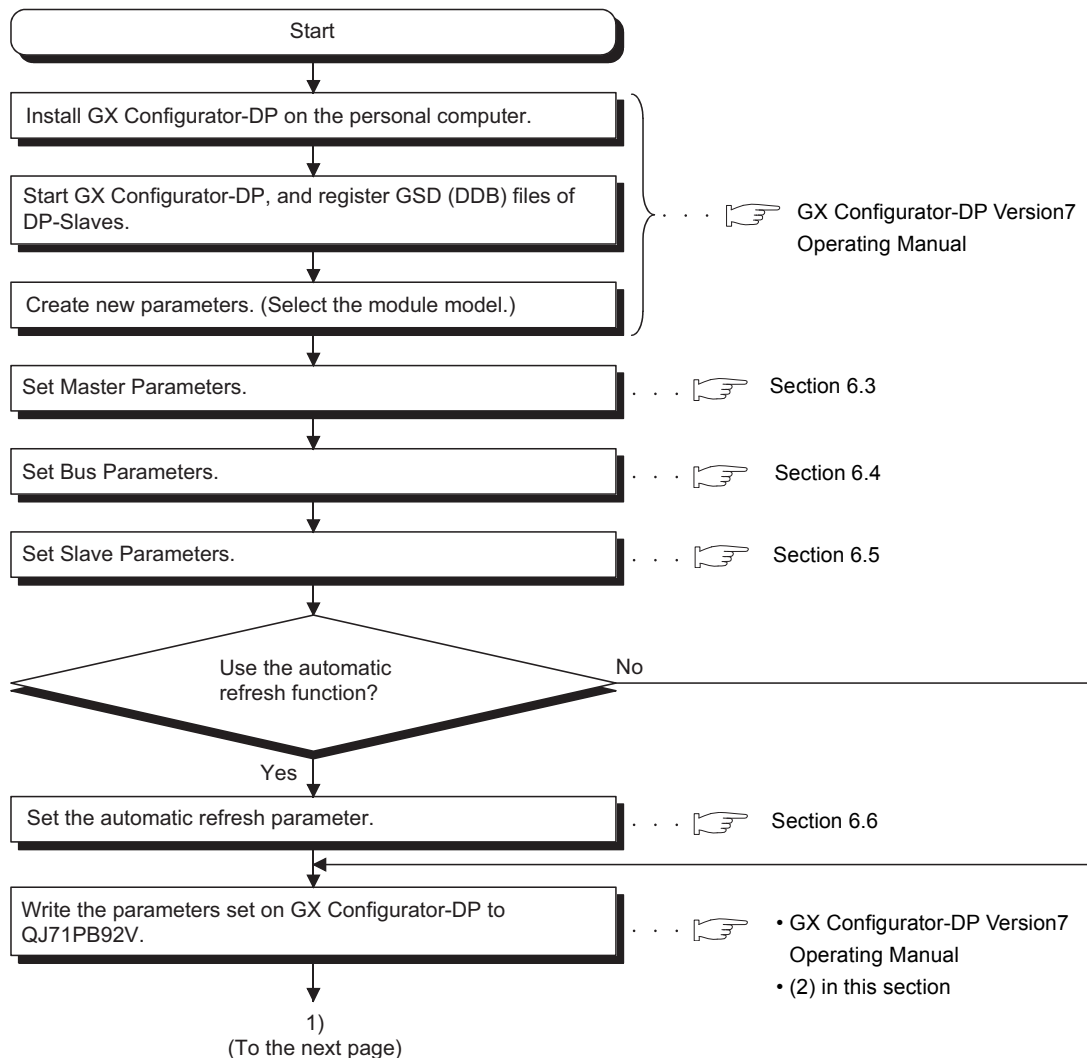 Start
Install GX Configurator-DP on the personal computer.
Start GX Configurator-DP, and register GSD (DDB) files of
DP-Slaves.
GX Configurator-DP Version7
Operating Manual
Create new parameters. (Select the module model.)
Set Master Parameters.
Section 6.3
Set Bus Parameters.
Section 6.4
Set Slave Parameters.
Section 6.5
Use the automatic
refresh function?
No
Yes
Set the automatic refresh parameter.
Section 6.6
Write the parameters set on GX Configurator-DP to
QJ71PB92V.
• GX Configurator-DP Version7
Operating Manual
• (2) in this section
1)
(To the next page)